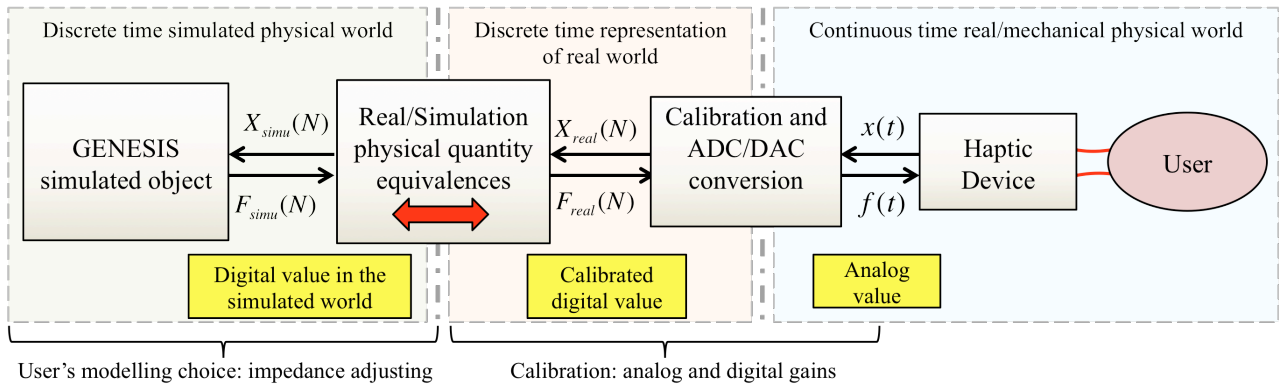 Discrete time simulated physical world
Discrete time representation
of real world
Continuous time real/mechanical physical world
GENESIS
simulated object
X_simu(N)
F_simu(N)
Real/Simulation
physical quantity
equivalences
X_real(N)
F_real(N)
Calibration and
ADC/DAC
conversion
x(t)
f(t)
Haptic
Device
User
Digital value in the
simulated world
Calibrated
digital value
Analog
value
User’s modelling choice: impedance adjusting
Calibration: analog and digital gains